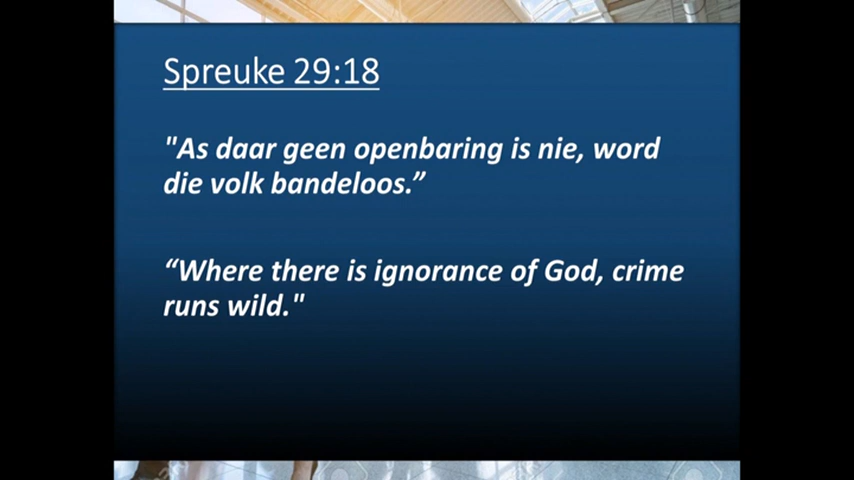 Spreuke 29:18
"As daar geen openbaring is nie, word
die volk bandeloos.”
“Where there is ignorance of God, crime
runs wild."